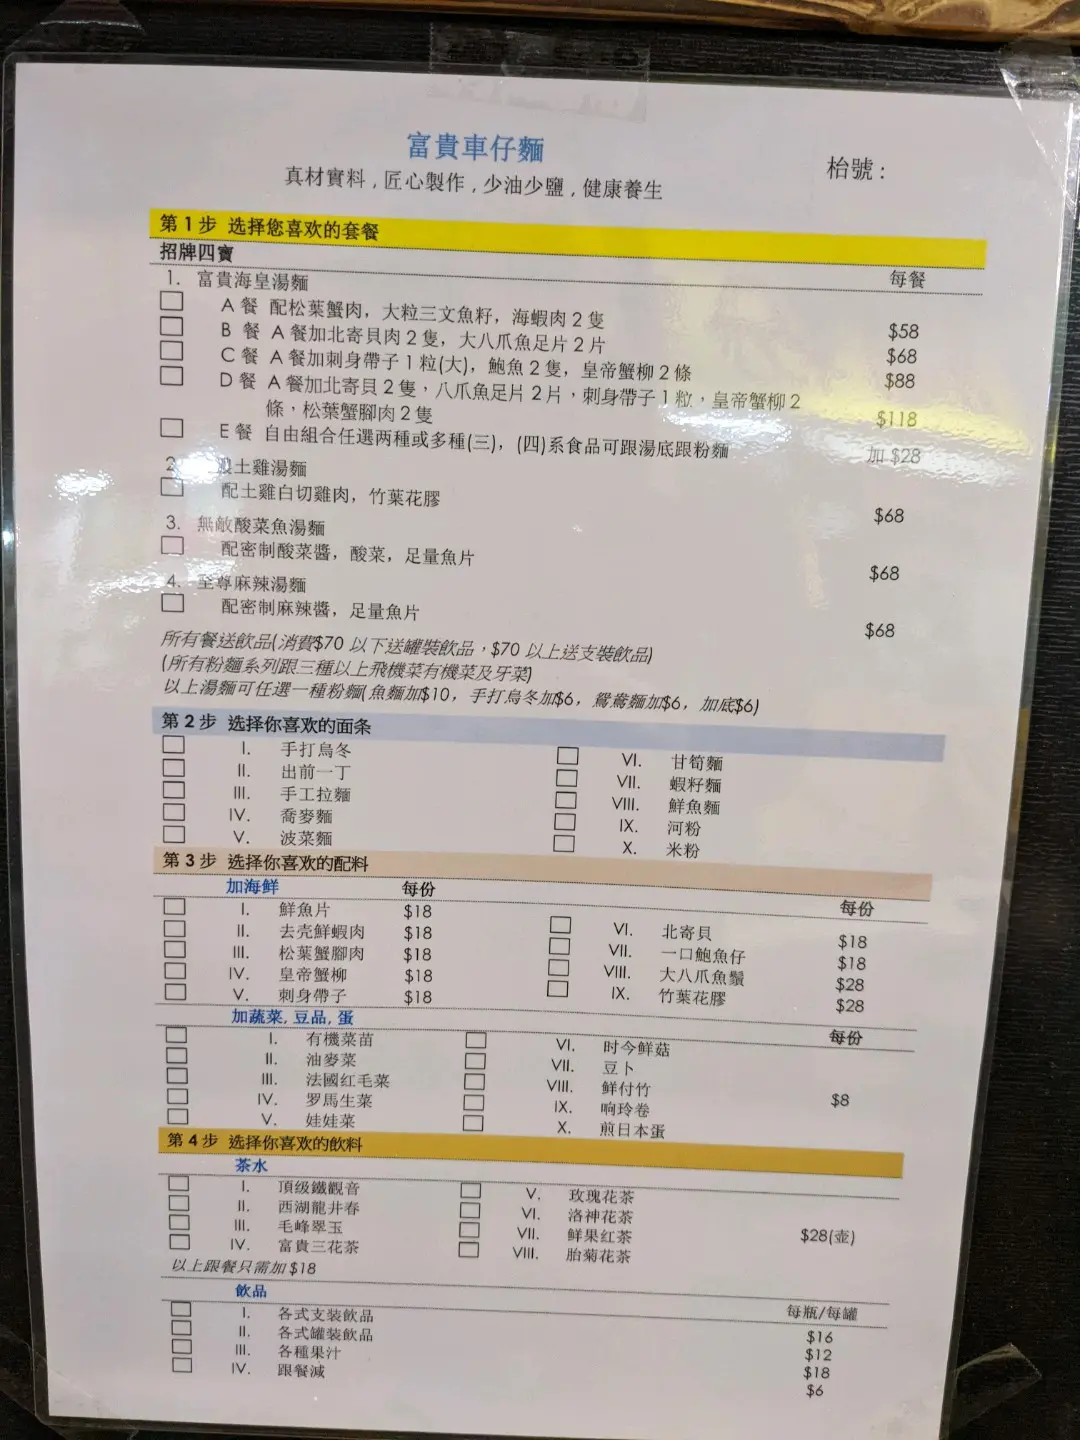 富貴車仔麵
枱號：
真材實料，匠心製作，少油少鹽，健康養生
第 1 步 选择您喜欢的套餐
招牌四寶 每餐
1. 富貴海皇湯麵
A 餐 配松葉蟹肉，大粒三文魚籽，海蝦肉 2 隻 $58
B 餐 A 餐加北寄貝肉 2 隻，大八爪魚足片 2 片 $68
C 餐 A 餐加刺身帶子 1 粒(大)，鮑魚 2 隻，皇帝蟹柳 2 條 $88
D 餐 A 餐加北寄貝 2 隻，八爪魚足片 2 片，刺身帶子 1 粒，皇帝蟹柳 2
條，松葉蟹腳肉 2 隻 $118
E 餐 自由組合任選两種或多種(三)，(四)系食品可跟湯底跟粉麵 加 $28
2. 土雞湯麵
配土雞白切雞肉，竹葉花膠 $68
3. 無敵酸菜魚湯麵
配密制酸菜醬，酸菜，足量魚片 $68
4. 至尊麻辣湯麵
配密制麻辣醬，足量魚片 $68
所有餐送飲品(消費$70 以下送罐裝飲品，$70 以上送支裝飲品)
(所有粉麵系列跟三種以上飛機菜有機菜及牙菜)
以上湯麵可任選一種粉麵(魚麵加$10，手打烏冬加$6，鴛鴦麵加$6，加底$6)
第 2 步 选择你喜欢的面条
I. 手打烏冬 VI. 甘筍麵
II. 出前一丁 VII. 蝦籽麵
III. 手工拉麵 VIII. 鮮魚麵
IV. 喬麥麵 IX. 河粉
V. 波菜麵 X. 米粉
第 3 步 选择你喜欢的配料
加海鮮 每份 每份
I. 鮮魚片 $18 VI. 北寄貝 $18
II. 去壳鮮蝦肉 $18 VII. 一口鮑魚仔 $18
III. 松葉蟹腳肉 $18 VIII. 大八爪魚鬚 $28
IV. 皇帝蟹柳 $18 IX. 竹葉花膠 $28
V. 刺身帶子 $18
加蔬菜, 豆品, 蛋 每份
I. 有機菜苗 VI. 时今鲜菇
II. 油麥菜 VII. 豆卜
III. 法國红毛菜 VIII. 鲜付竹 $8
IV. 罗馬生菜 IX. 响玲卷
V. 娃娃菜 X. 煎日本蛋
第 4 步 选择你喜欢的飲料
茶水
I. 頂级鐵觀音 V. 玫瑰花茶
II. 西湖龍井春 VI. 洛神花茶
III. 毛峰翠玉 VII. 鲜果红茶 $28(壶)
IV. 富貴三花茶 VIII. 胎菊花茶
以上跟餐只需加 $18
飲品 每瓶/每罐
I. 各式支装飲品 $16
II. 各式罐裝飲品 $12
III. 各種果汁 $18
IV. 跟餐減 $6